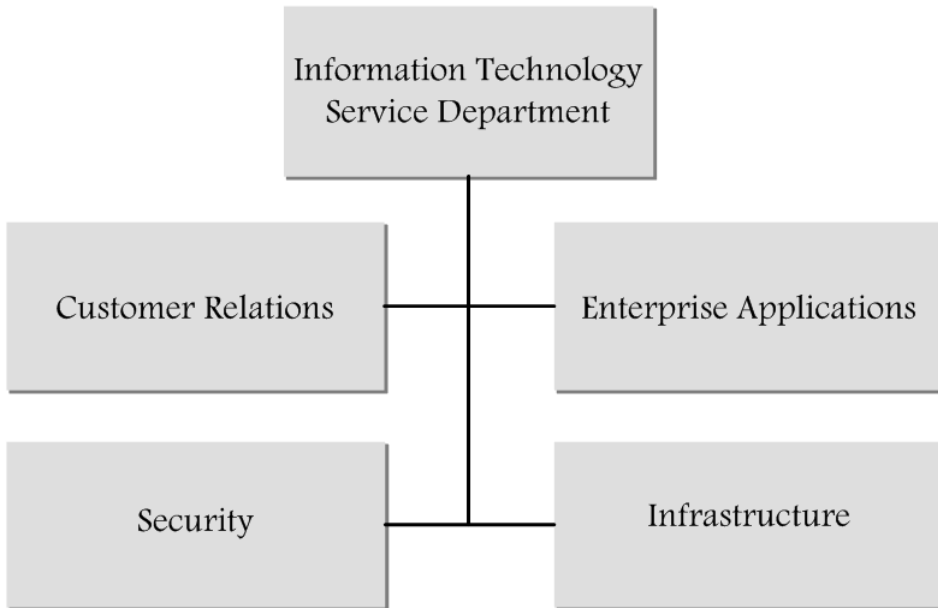 Information Technology
Service Department
Customer Relations
Enterprise Applications
Security
Infrastructure